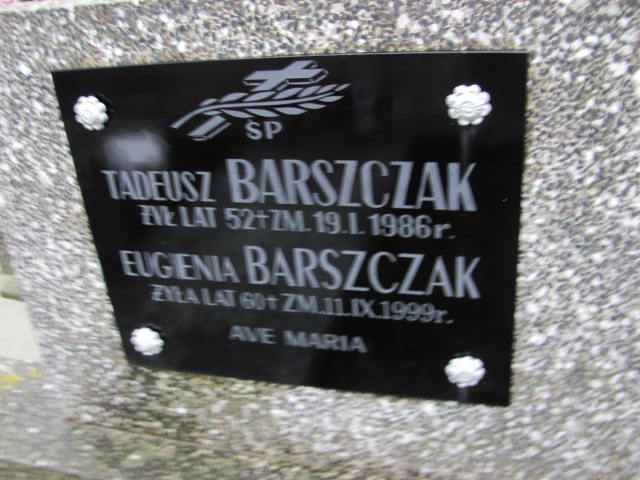 ŚP
TADEUSZ BARSZCZAK
ŻYŁ LAT 52 † ZM. 19.I.1986r.
EUGIENIA BARSZCZAK
ŻYŁA LAT 60 † ZM.11.IX.1999r.
AVE MARIA